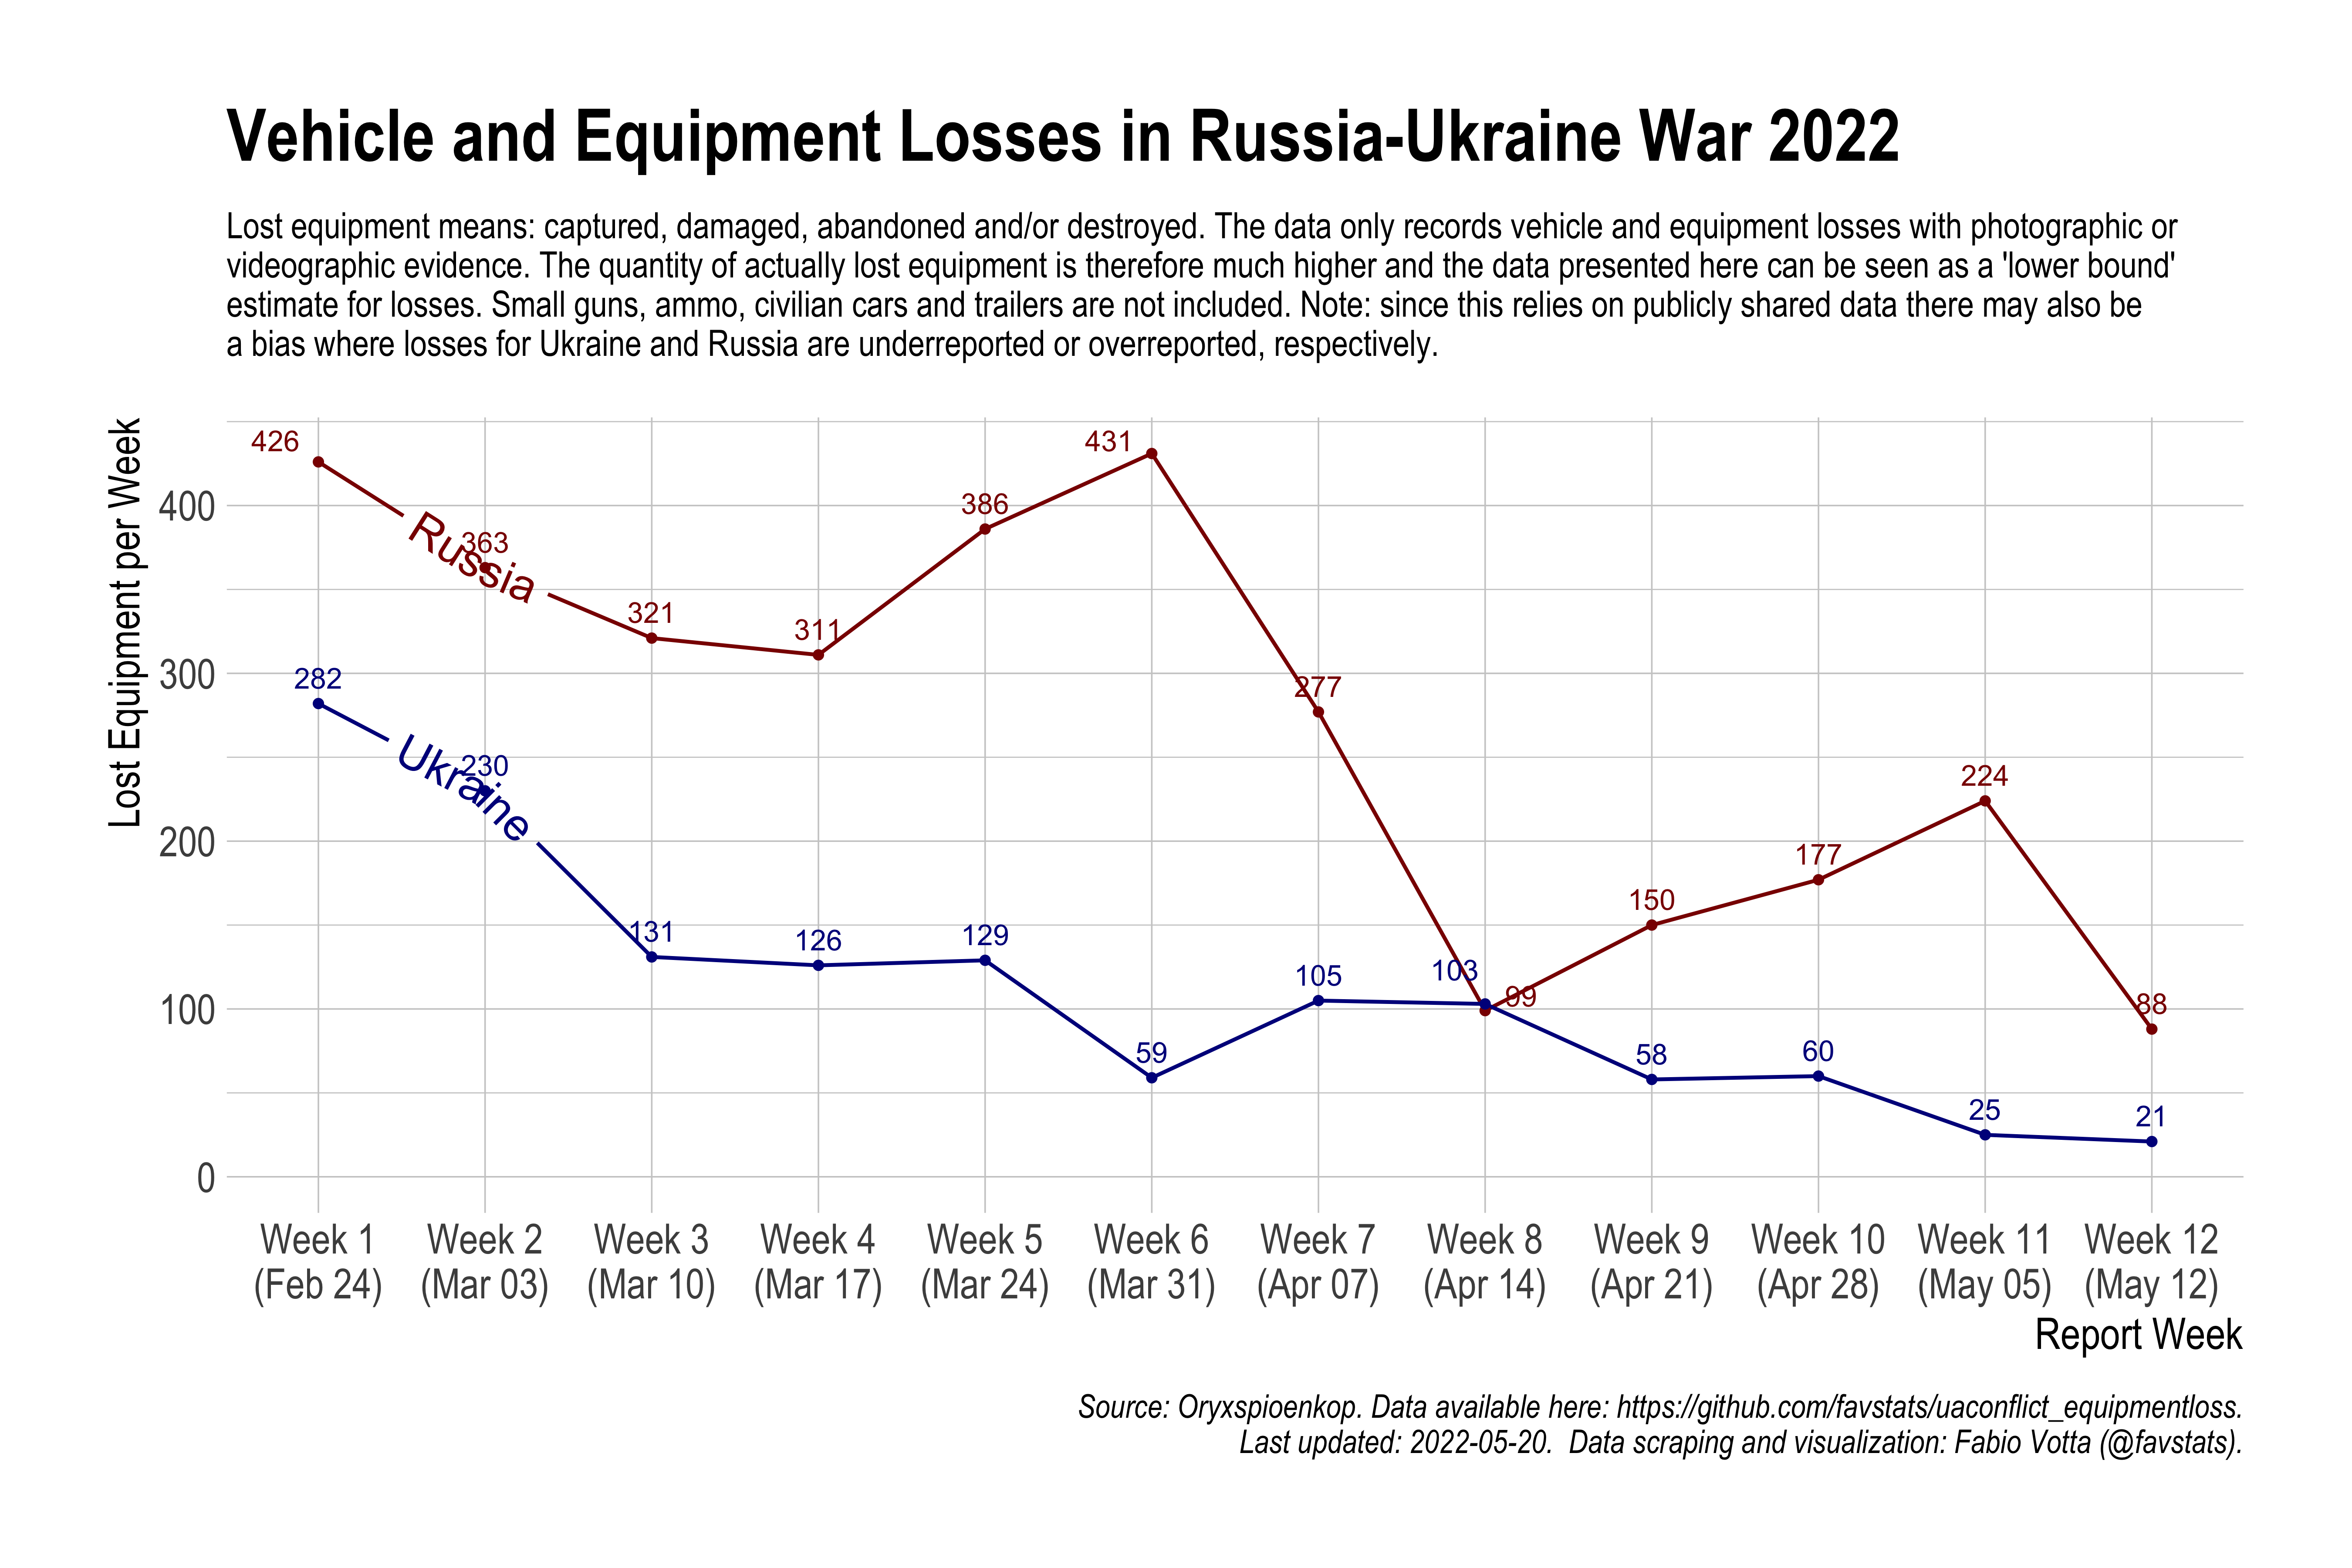 Vehicle and Equipment Losses in Russia-Ukraine War 2022
Lost equipment means: captured, damaged, abandoned and/or destroyed. The data only records vehicle and equipment losses with photographic or
videographic evidence. The quantity of actually lost equipment is therefore much higher and the data presented here can be seen as a 'lower bound'
estimate for losses. Small guns, ammo, civilian cars and trailers are not included. Note: since this relies on publicly shared data there may also be
a bias where losses for Ukraine and Russia are underreported or overreported, respectively.
Lost Equipment per Week
400
300
200
100
0
Russia
426
363
321
311
386
431
277
99
150
177
224
88
Ukraine
282
230
131
126
129
59
105
103
58
60
25
21
Week 1
(Feb 24)
Week 2
(Mar 03)
Week 3
(Mar 10)
Week 4
(Mar 17)
Week 5
(Mar 24)
Week 6
(Mar 31)
Week 7
(Apr 07)
Week 8
(Apr 14)
Week 9
(Apr 21)
Week 10
(Apr 28)
Week 11
(May 05)
Week 12
(May 12)
Report Week
Source: Oryxspioenkop. Data available here: https://github.com/favstats/uaconflict_equipmentloss.
Last updated: 2022-05-20.  Data scraping and visualization: Fabio Votta (@favstats).